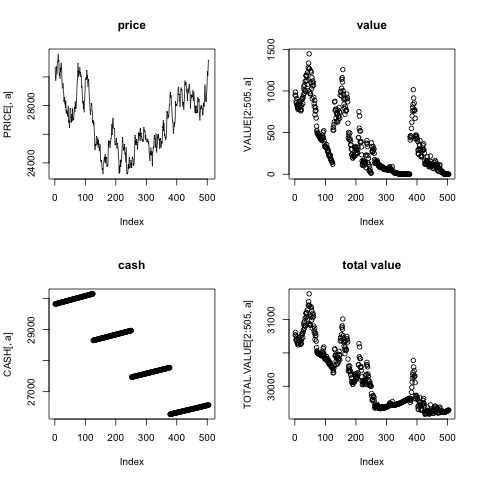 price
value
PRICE[, a]
24000
28000
0
100
200
300
400
500
Index
VALUE[2:505, a]
0
500
1000
1500
0
100
200
300
400
500
Index
cash
total value
CASH[, a]
27000
29000
0
100
200
300
400
500
Index
TOTAL.VALUE[2:505, a]
30000
31000
0
100
200
300
400
500
Index